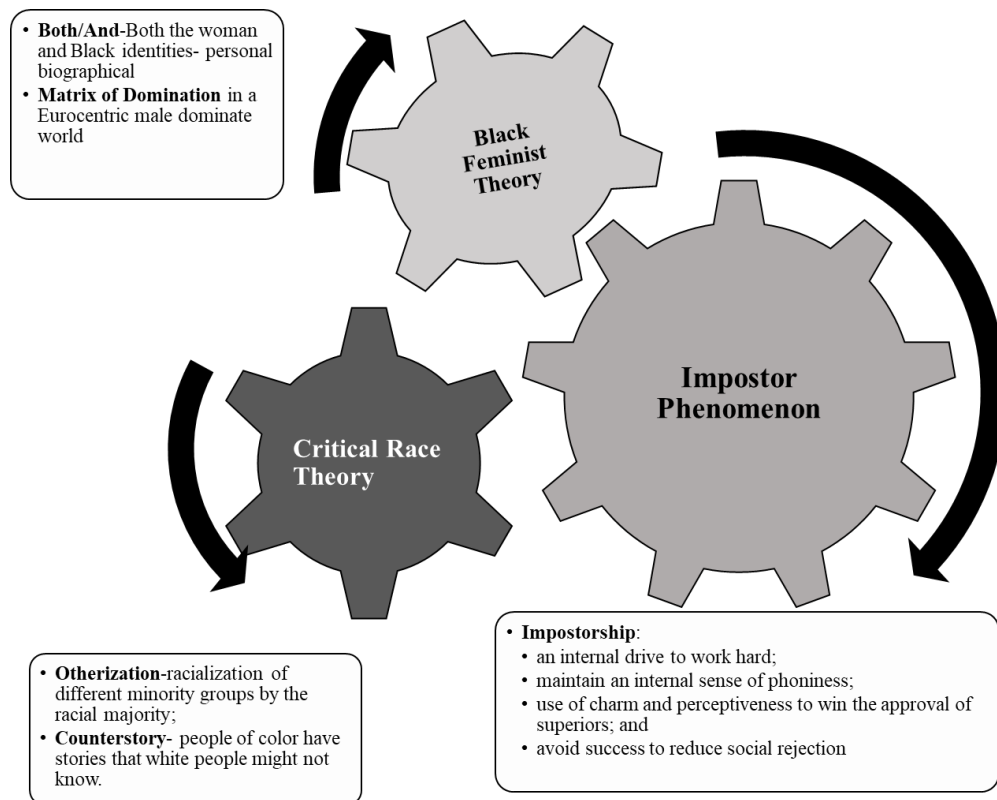 • Both/And-Both the woman
and Black identities- personal
biographical
• Matrix of Domination in a
Eurocentric male dominate
world
Black
Feminist
Theory
Impostor
Phenomenon
Critical Race
Theory
• Otherization-racialization of
different minority groups by the
racial majority;
• Counterstory- people of color have
stories that white people might not
know.
• Impostorship:
• an internal drive to work hard;
• maintain an internal sense of phoniness;
• use of charm and perceptiveness to win the approval of
superiors; and
• avoid success to reduce social rejection